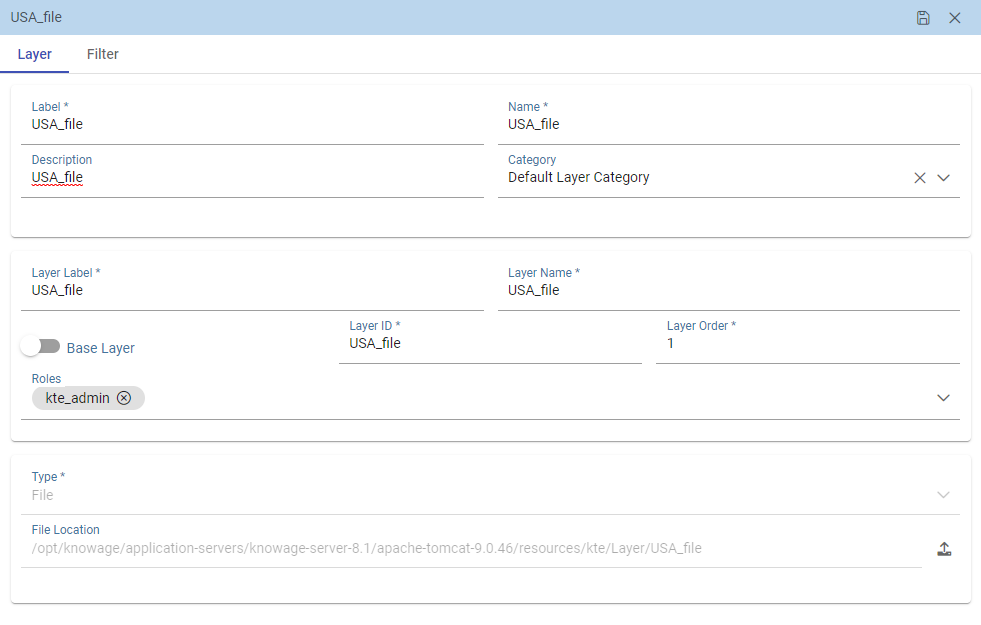 USA_file
Layer Filter
Label *
USA_file
Name *
USA_file
Description
USA_file
Category
Default Layer Category
Layer Label *
USA_file
Layer Name *
USA_file
Base Layer
Layer ID *
USA_file
Layer Order *
1
Roles
kte_admin
Type *
File
File Location
/opt/knowage/application-servers/knowage-server-8.1/apache-tomcat-9.0.46/resources/kte/Layer/USA_file